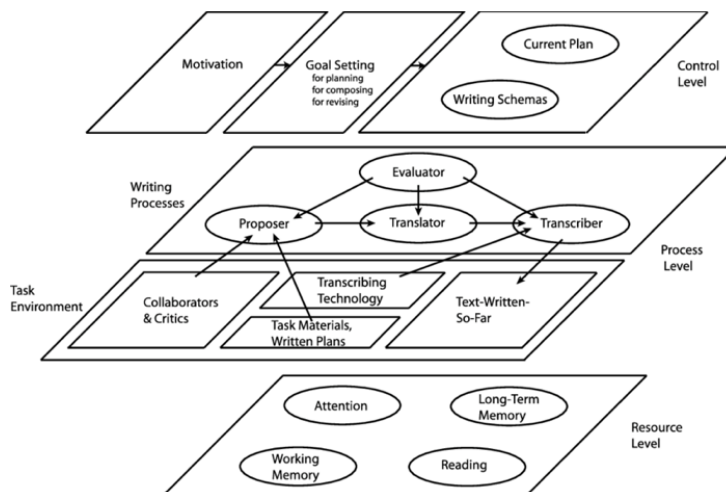 Motivation
Goal Setting
for planning
for composing
for revising
Current Plan
Writing Schemas
Control
Level
Writing
Processes
Evaluator
Proposer
Translator
Transcriber
Process
Level
Task
Environment
Collaborators
& Critics
Transcribing
Technology
Task Materials,
Written Plans
Text-Written-
So-Far
Attention
Long-Term
Memory
Working
Memory
Reading
Resource
Level